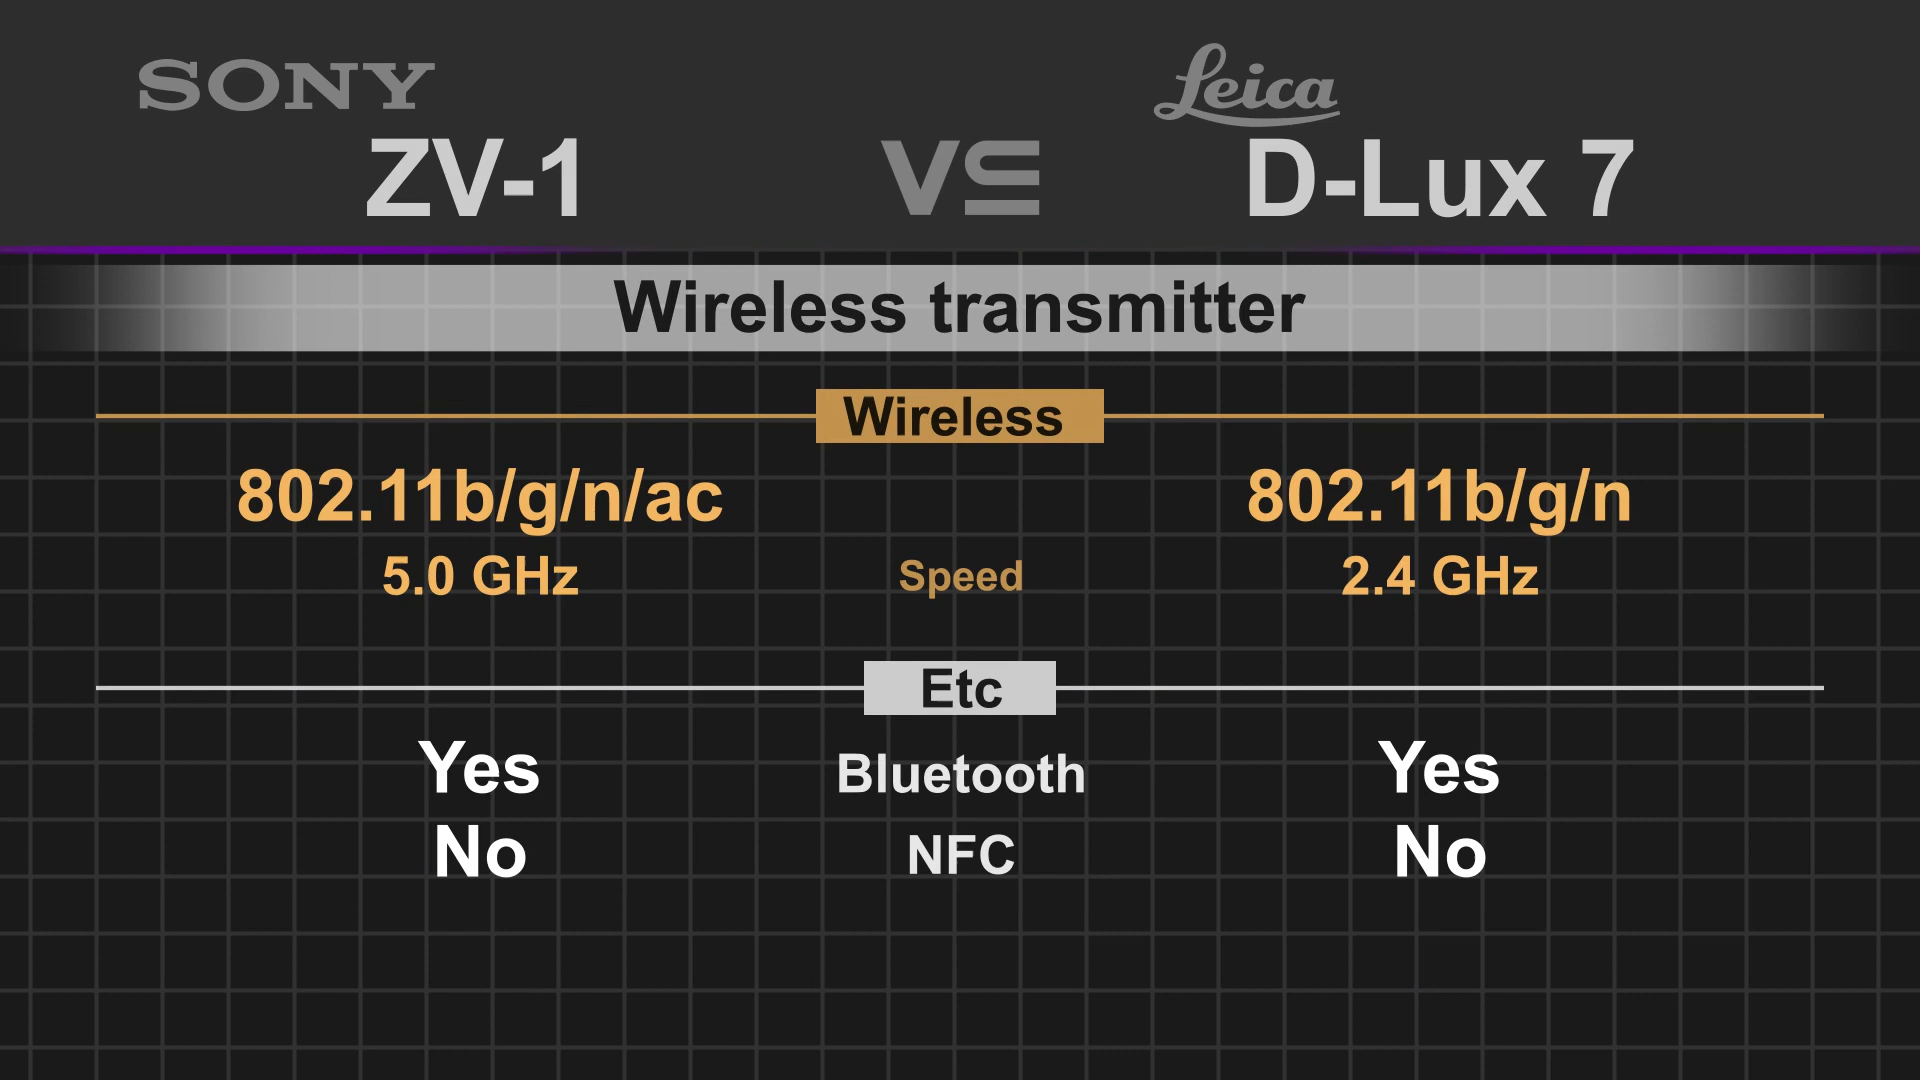 SONY
Leica
ZV-1
VS
D-Lux 7
Wireless transmitter
Wireless
802.11b/g/n/ac
802.11b/g/n
5.0 GHz
Speed
2.4 GHz
Etc
Yes
Bluetooth
Yes
No
NFC
No